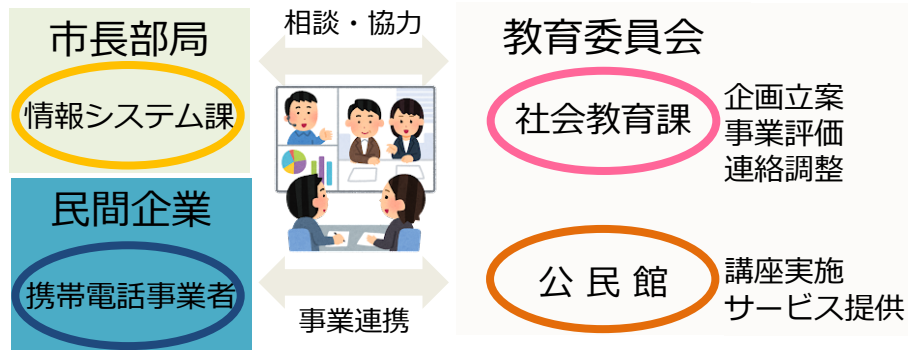 市長部局
情報システム課
相談・協力
教育委員会
社会教育課
企画立案
事業評価
連絡調整
民間企業
携帯電話事業者
事業連携
公民館
講座実施
サービス提供